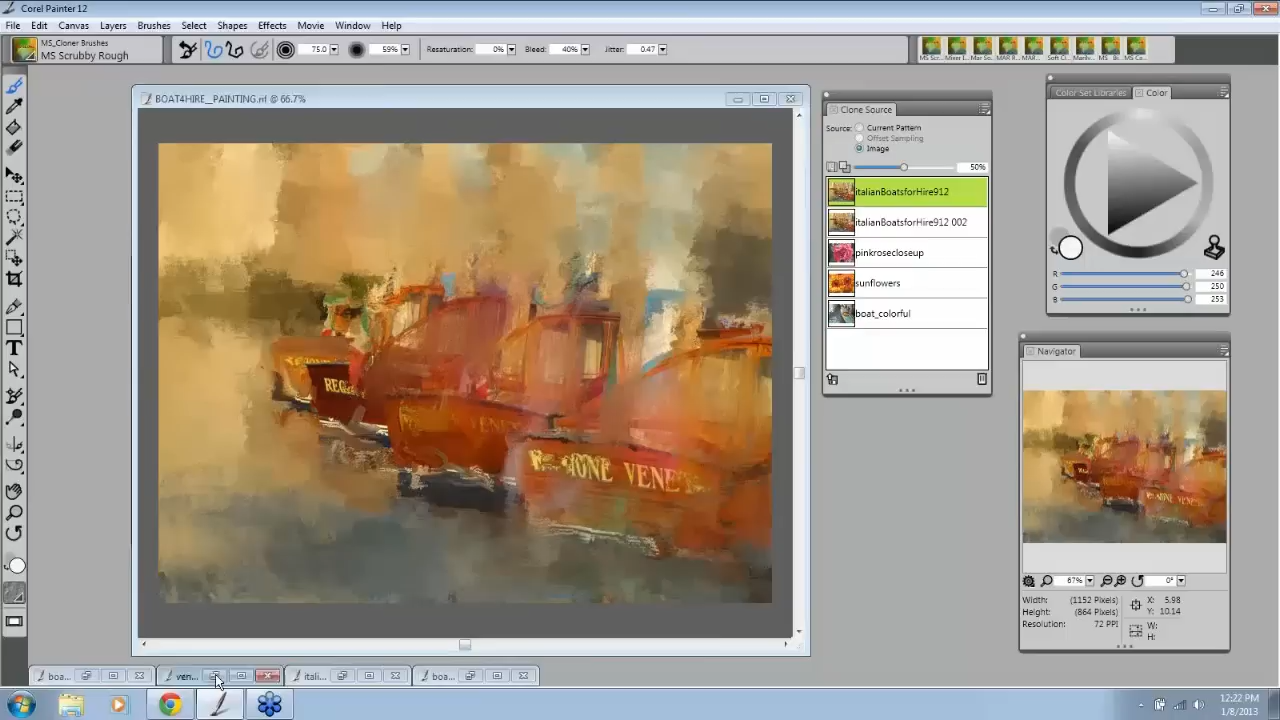 Corel Painter 12
File Edit Canvas Layers Brushes Select Shapes Effects Movie Window Help
MS_Cloner Brushes
MS Scrubby Rough
75.0 59% Resaturation: 0% Bleed: 40% Jitter: 0.47
BOAT4HIRE_PAINTING.rif @ 66.7%
REG
VENE
Clone Source
Source: Current Pattern
Offset Sampling
Image
50%
italianBoatsforHire912
italianBoatsforHire912 002
pinkrosecloseup
sunflowers
boat_colorful
Color Set Libraries Color
R 246
G 250
B 253
Navigator
67% 0°
Width: (1152 Pixels) X: 5.98
Height: (864 Pixels) Y: 10.14
Resolution: 72 PPI W:
H:
boa... ven... itali... boa...
12:22 PM
1/8/2013